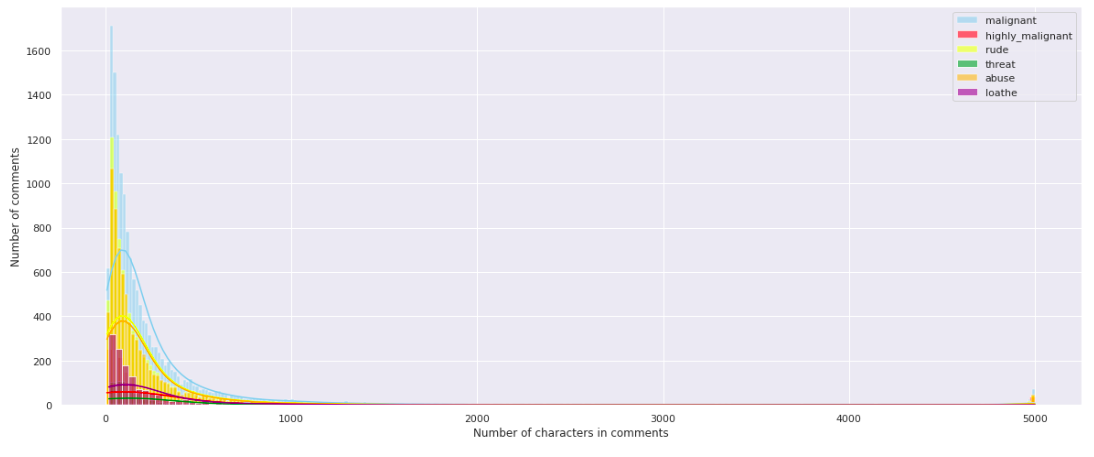 malignant
highly_malignant
rude
threat
abuse
loathe
Number of comments
1600
1400
1200
1000
800
600
400
200
0
0
1000
2000
3000
4000
5000
Number of characters in comments